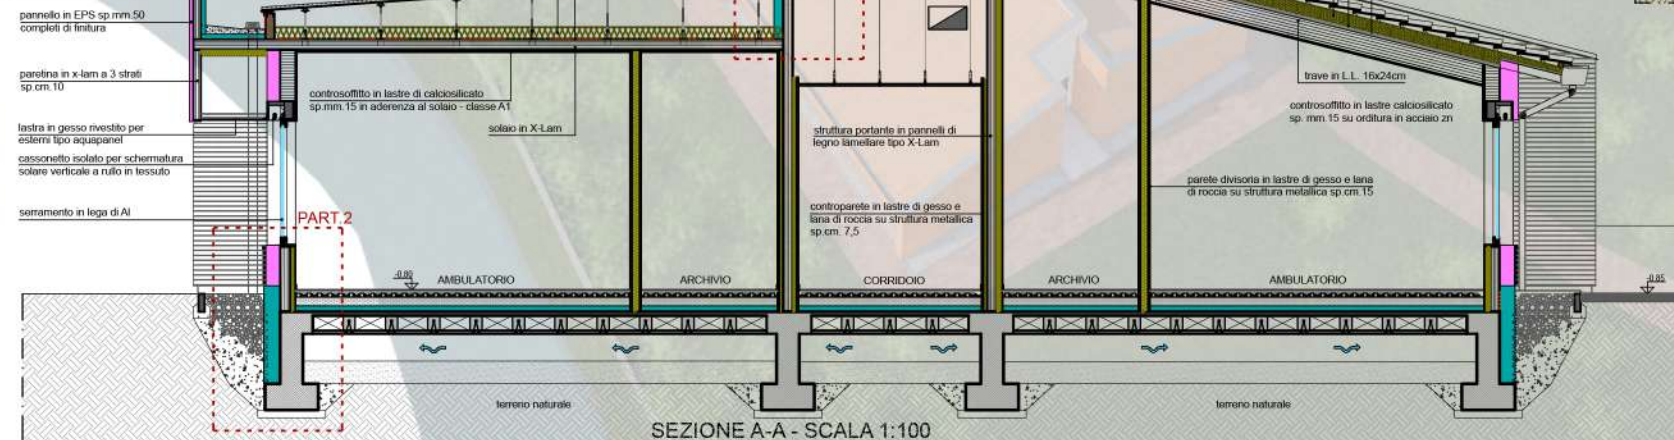 pannello in EPS sp.mm.50
completi di finitura
paretina in x-lam a 3 strati
sp.cm.10
controsoffitto in lastre di calciosilicato
sp.mm.15 in aderenza al solaio - classe A1
solaio in X-Lam
lastra in gesso rivestito per
esterni tipo aquapanel
cassonetto isolato per schermatura
solare verticale a rullo in tessuto
serramento in lega di Al
PART.2
struttura portante in pannelli di
legno lamellare tipo X-Lam
controparete in lastre di gesso e
lana di roccia su struttura metallica
sp.cm. 7,5
trave in L.L. 16x24cm
controsoffitto in lastre calciosilicato
sp. mm.15 su orditura in acciaio zn
parete divisoria in lastre di gesso e lana
di roccia su struttura metallica sp.cm.15
-0.80
AMBULATORIO
ARCHIVIO
CORRIDOIO
ARCHIVIO
AMBULATORIO
-0.85
terreno naturale
terreno naturale
SEZIONE A-A - SCALA 1:100